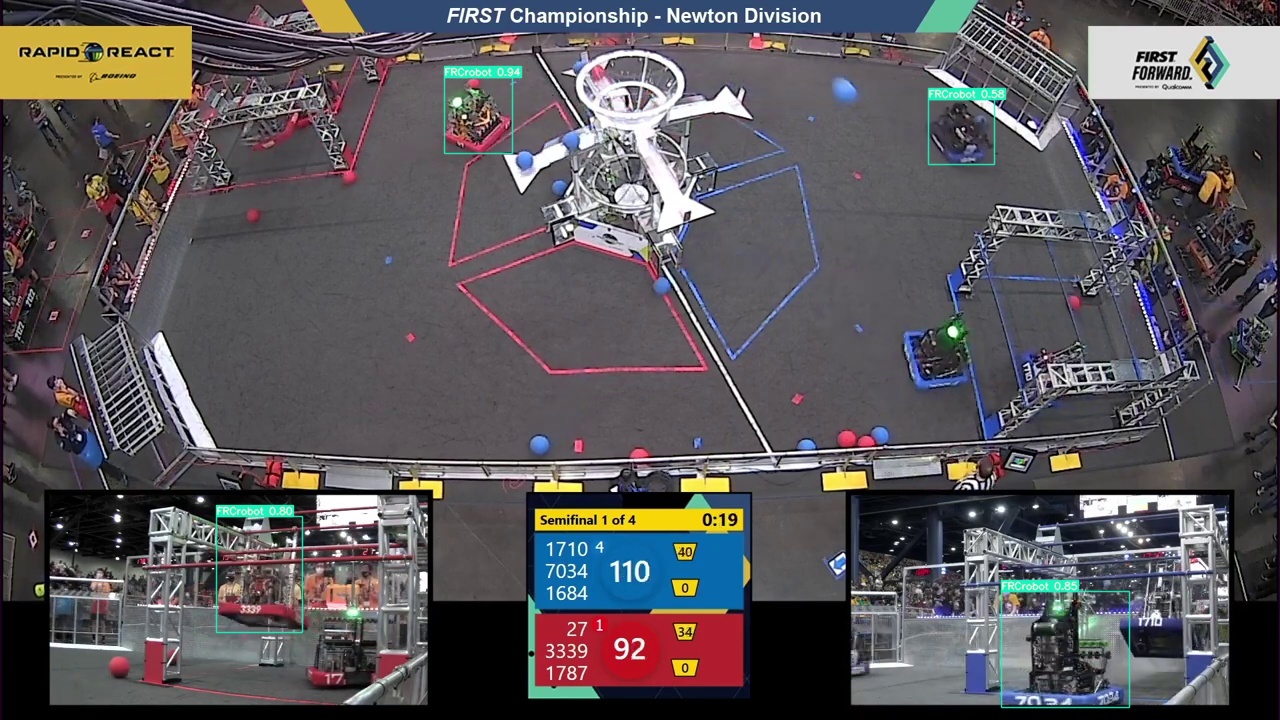 FIRST Championship - Newton Division
RAPID REACT
PRESENTED BY BOEING
FIRST
FORWARD
PRESENTED BY Qualcomm
FRCrobot 0.94
FRCrobot 0.58
FRCrobot 0.80
3339
17
Semifinal 1 of 4 0:19
1710 4
7034
1684
110
40
0
27 1
3339
1787
92
34
0
FRCrobot 0.85
1710
7034
7034